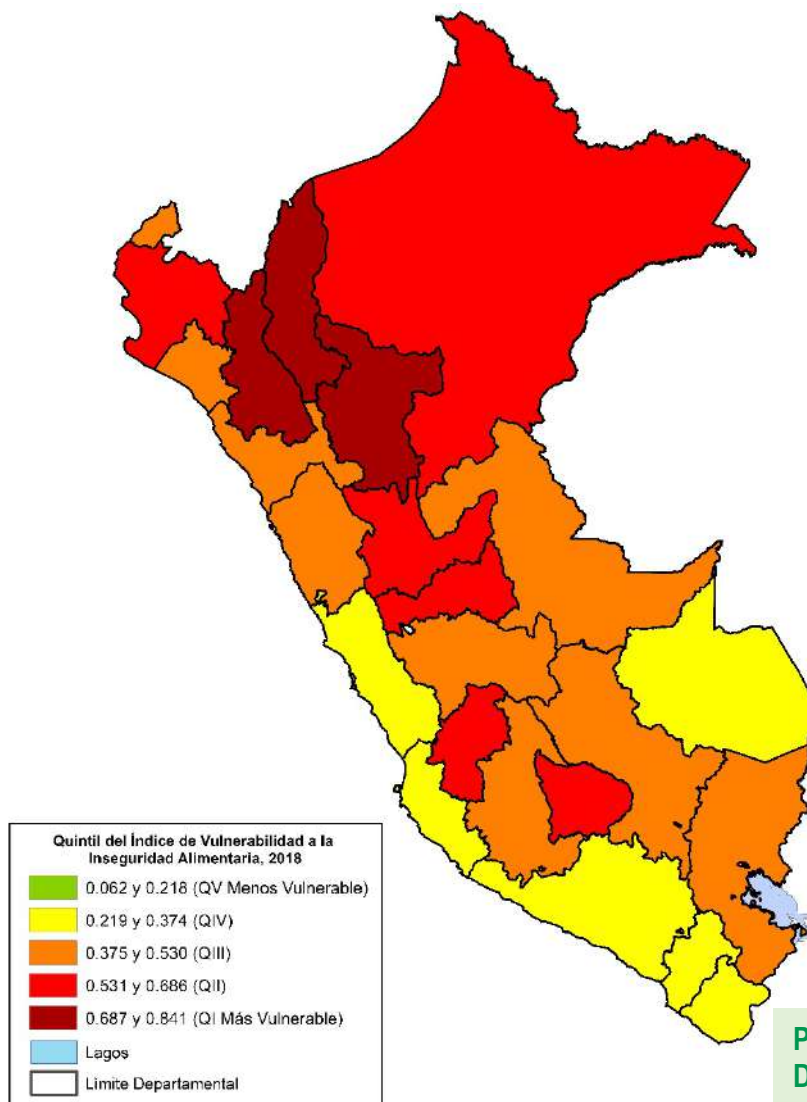 Quintil del Índice de Vulnerabilidad a la
Inseguridad Alimentaria, 2018
0.062 y 0.218 (QV Menos Vulnerable)
0.219 y 0.374 (QIV)
0.375 y 0.530 (QIII)
0.531 y 0.686 (QII)
0.687 y 0.841 (QI Más Vulnerable)
Lagos
Limite Departamental
P
D